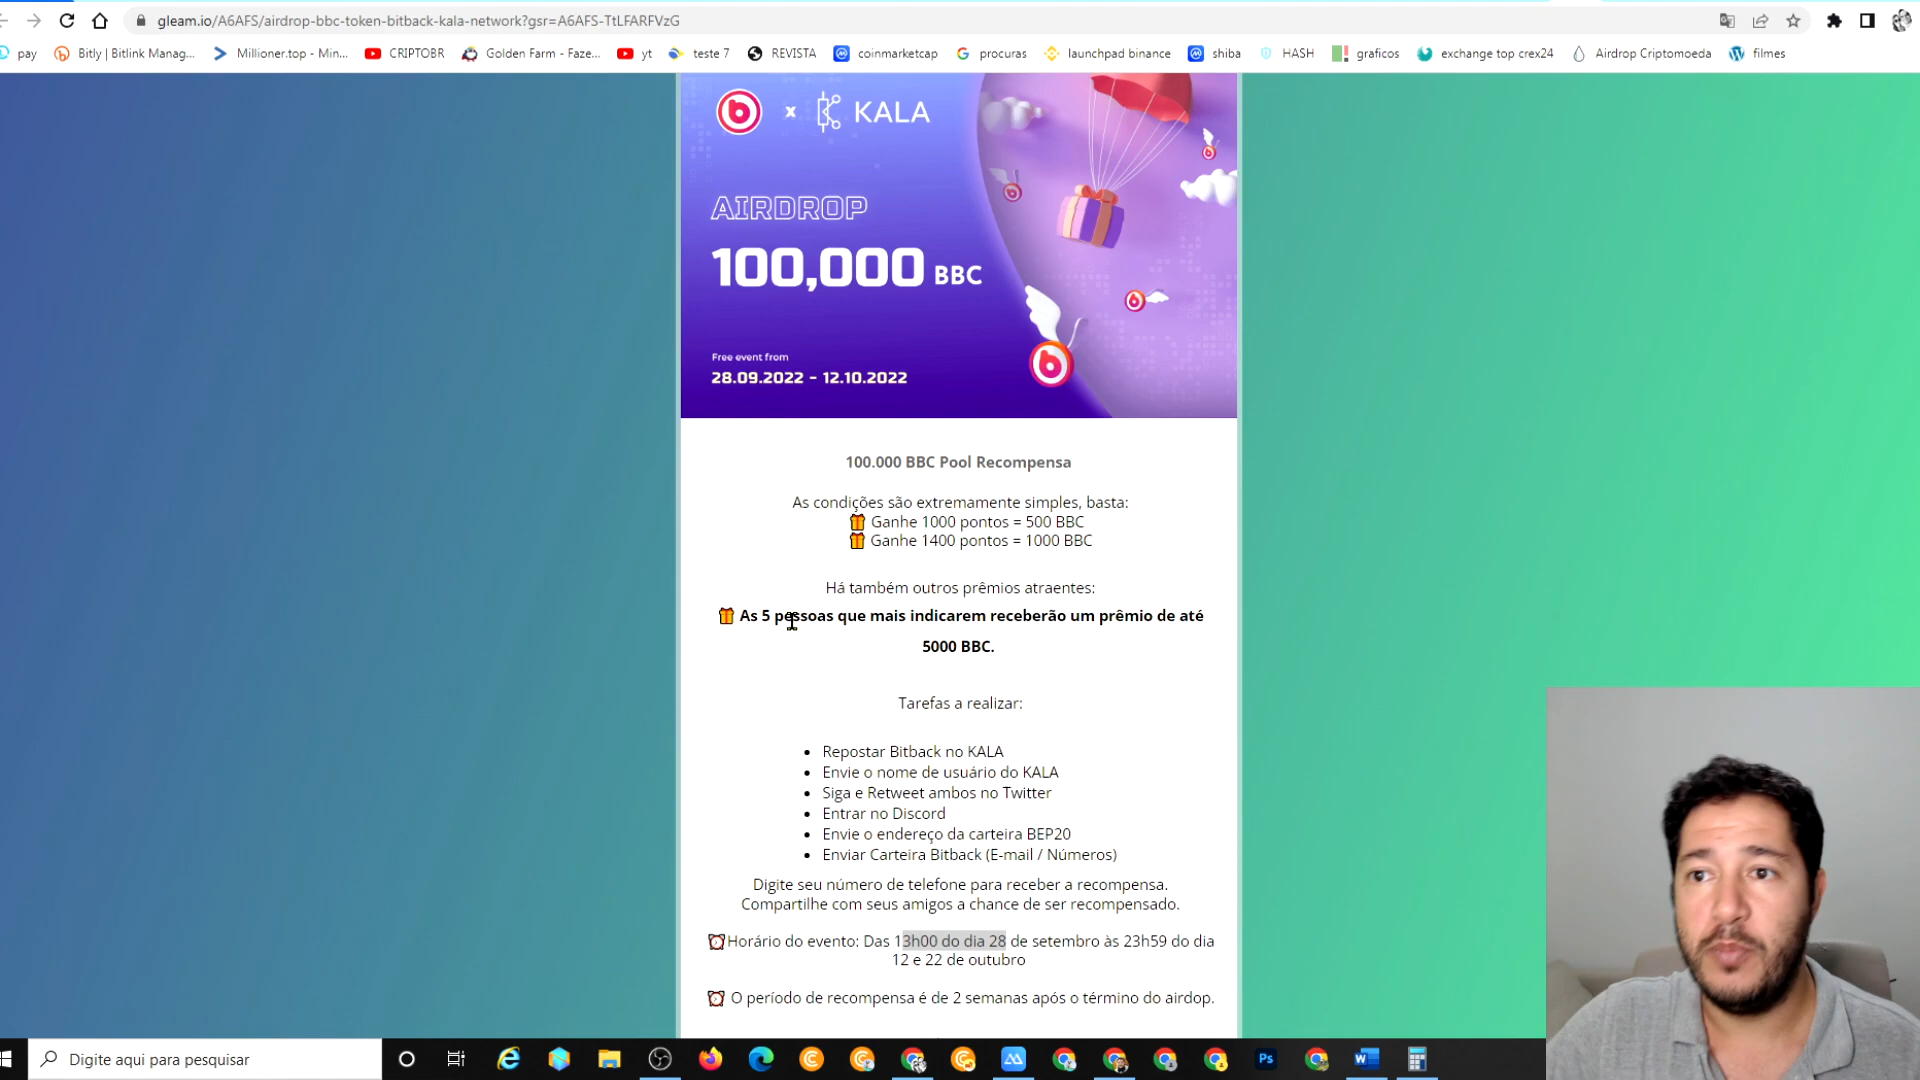 gleam.io/A6AFS/airdrop-bbc-token-bitback-kala-network?gsr=A6AFS-TtLFARFVzG
pay Bitly | Bitlink Manag... Millioner.top - Min... CRIPTOBR Golden Farm - Faze... yt teste 7 REVISTA coinmarketcap procuras launchpad binance shiba HASH graficos exchange top crex24 Airdrop Criptomoeda filmes
b x KALA
AIRDROP
100,000 BBC
Free event from
28.09.2022 - 12.10.2022
100.000 BBC Pool Recompensa
As condições são extremamente simples, basta:
🎁 Ganhe 1000 pontos = 500 BBC
🎁 Ganhe 1400 pontos = 1000 BBC
Há também outros prêmios atraentes:
🎁 As 5 pessoas que mais indicarem receberão um prêmio de até
5000 BBC.
Tarefas a realizar:
• Repostar Bitback no KALA
• Envie o nome de usuário do KALA
• Siga e Retweet ambos no Twitter
• Entrar no Discord
• Envie o endereço da carteira BEP20
• Enviar Carteira Bitback (E-mail / Números)
Digite seu número de telefone para receber a recompensa.
Compartilhe com seus amigos a chance de ser recompensado.
⏰Horário do evento: Das 13h00 do dia 28 de setembro às 23h59 do dia
12 e 22 de outubro
⏰ O período de recompensa é de 2 semanas após o término do airdop.
Digite aqui para pesquisar